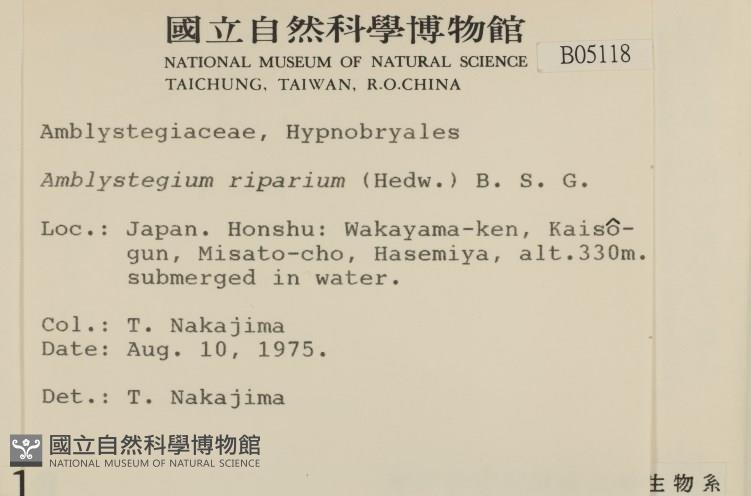 國立自然科學博物館
NATIONAL MUSEUM OF NATURAL SCIENCE
TAICHUNG, TAIWAN, R.O.CHINA
B05118
Amblystegiaceae, Hypnobryales
Amblystegium riparium (Hedw.) B. S. G.
Loc.: Japan. Honshu: Wakayama-ken, Kaisô-
gun, Misato-cho, Hasemiya, alt.330m.
submerged in water.
Col.: T. Nakajima
Date: Aug. 10, 1975.
Det.: T. Nakajima
國立自然科學博物館
NATIONAL MUSEUM OF NATURAL SCIENCE
1
生物系